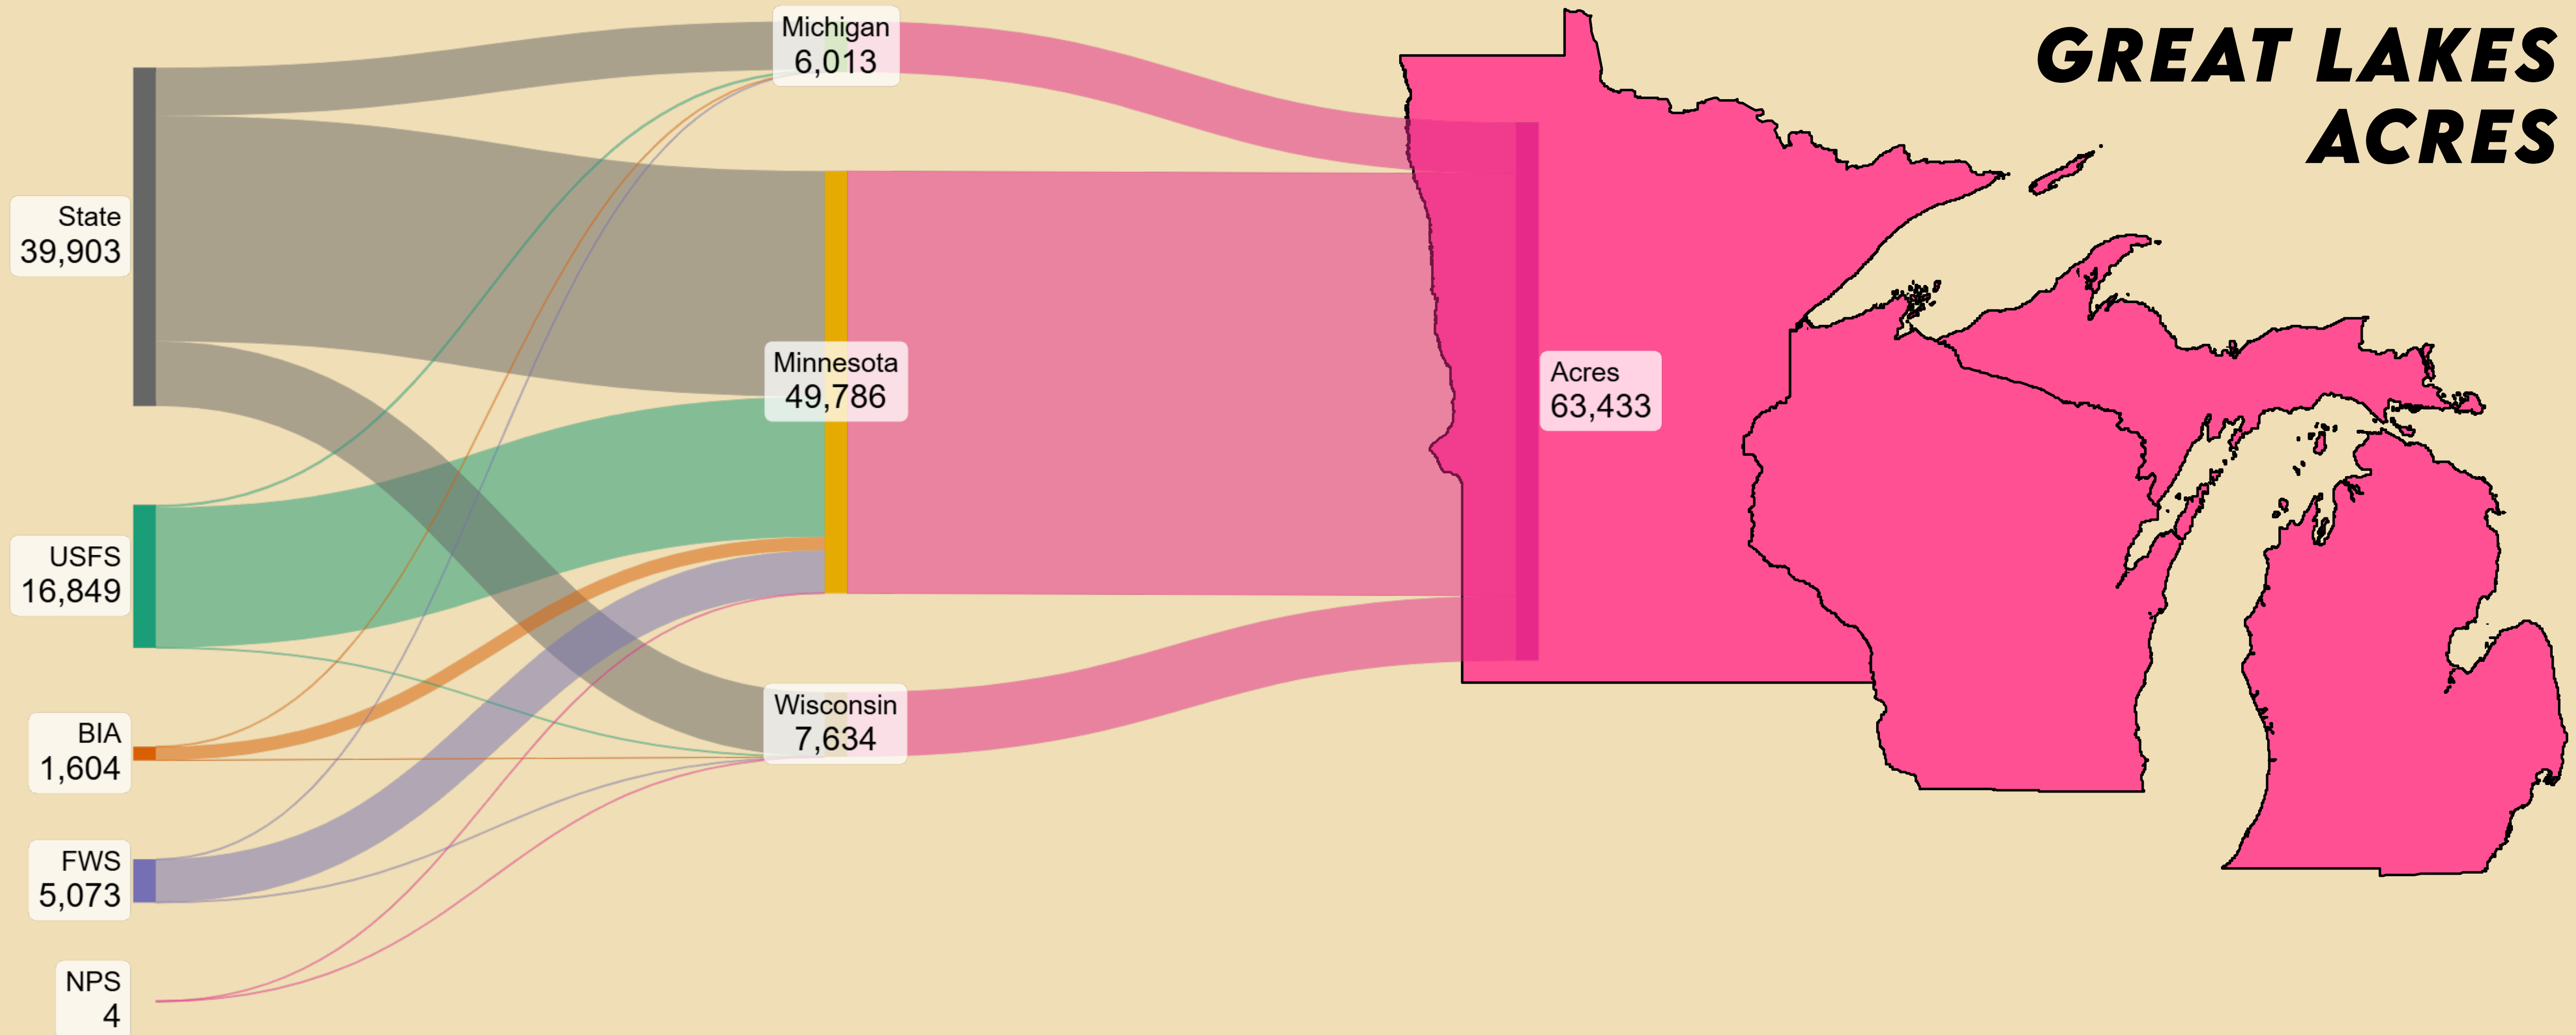 GREAT LAKES
ACRES
Michigan
6,013
State
39,903
Minnesota
49,786
Acres
63,433
USFS
16,849
Wisconsin
7,634
BIA
1,604
FWS
5,073
NPS
4